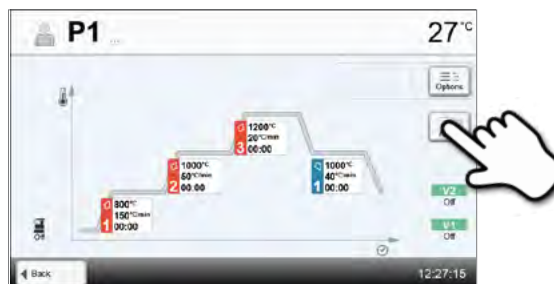 P1 ...
27°C
Options
1200°C
20°C/min
3 00:00
1000°C
50°C/min
2 00:00
1000°C
40°C/min
1 00:00
800°C
150°C/min
1 00:00
V2
Off
V1
Off
Off
Back
12:27:15